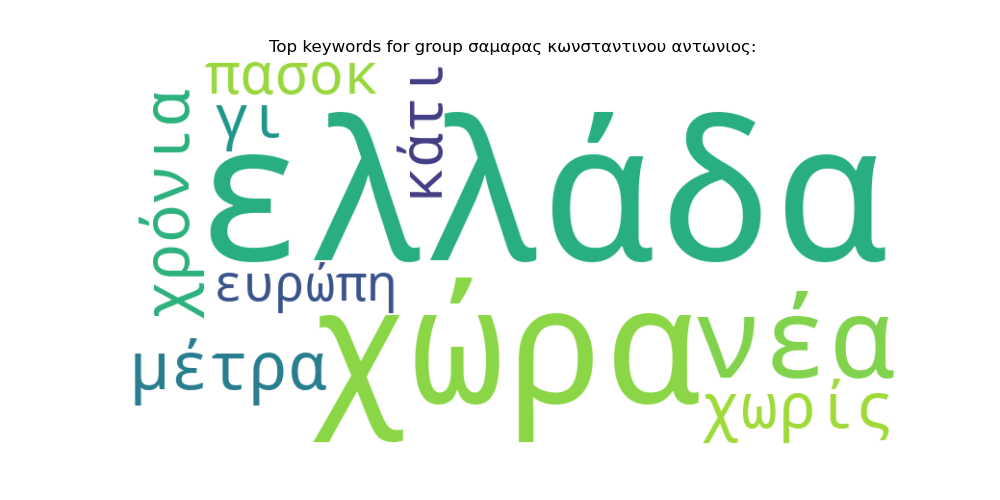 Top keywords for group σαμαρας κωνσταντινου αντωνιος:
πασοκ
κάτι
γι
χρόνια
ελλάδα
ευρώπη
χώρα
νέα
μέτρα
χωρίς